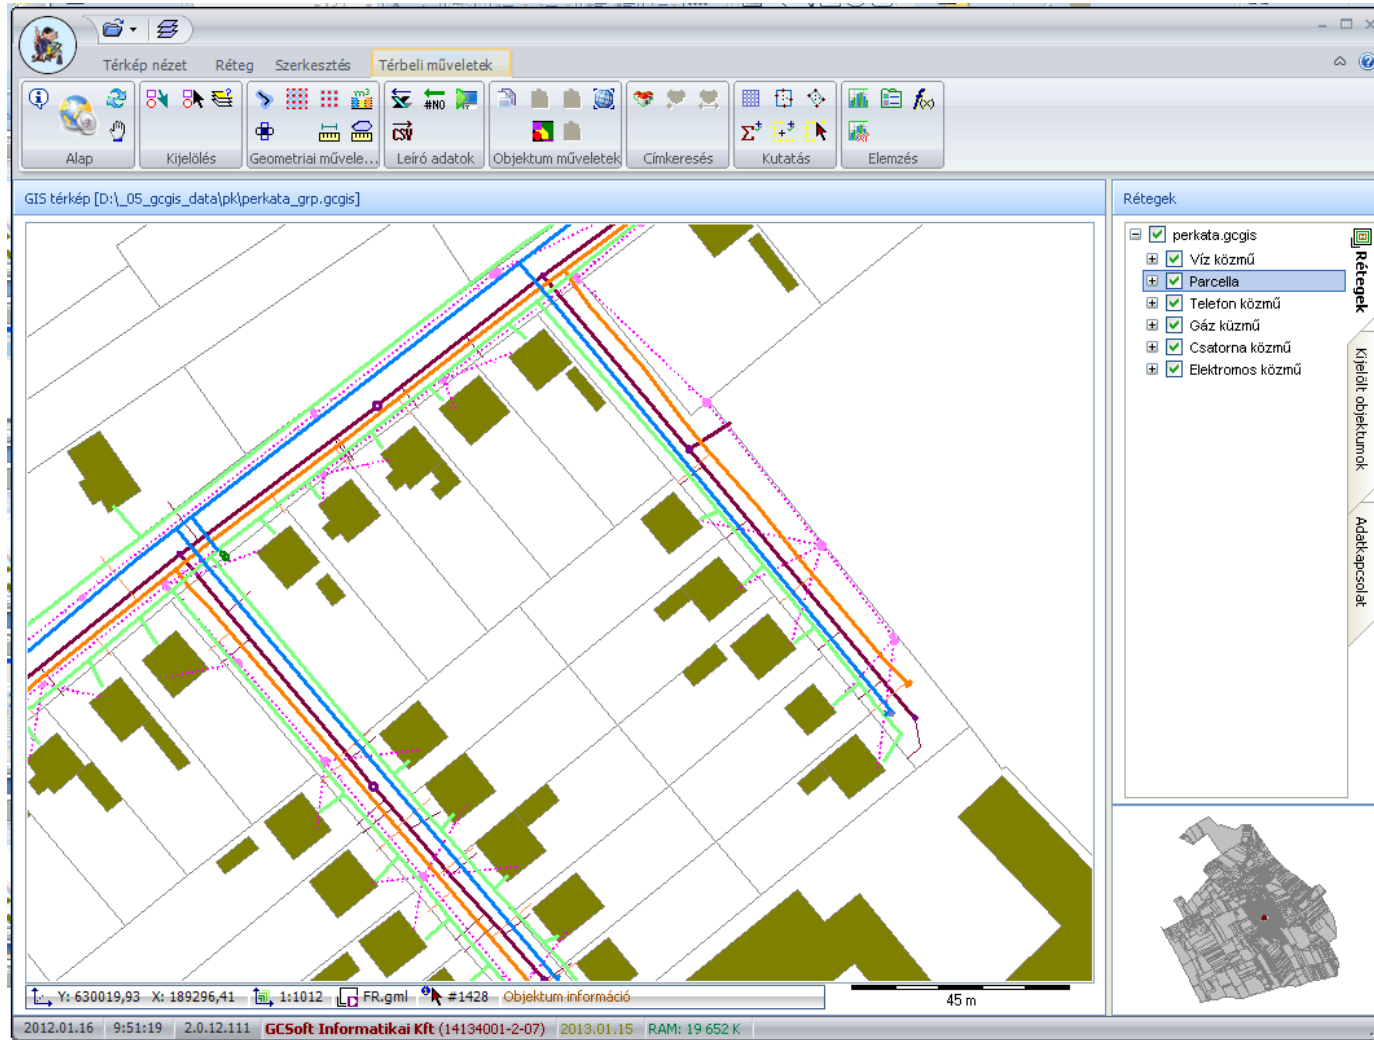 Térkép nézet Réteg Szerkesztés Térbeli műveletek
m³
#NO
CSV
Σ±
f(x)
Alap Kijelölés Geometriai művele... Leíró adatok Objektum műveletek Címkeresés Kutatás Elemzés
GIS térkép [D:\_05_gcgis_data\pk\perkata_grp.gcgis]
Rétegek
perkata.gcgis
Víz közmű
Parcella
Telefon közmű
Gáz küzmű
Csatorna közmű
Elektromos közmű
Rétegek
Kijelölt objektumok
Adatkapcsolat
Y: 630019,93 X: 189296,41 1:1012 FR.gml #1428 Objektum információ
45 m
2012.01.16 9:51:19 2.0.12.111 GCSoft Informatikai Kft (14134001-2-07) 2013.01.15 RAM: 19 652 K